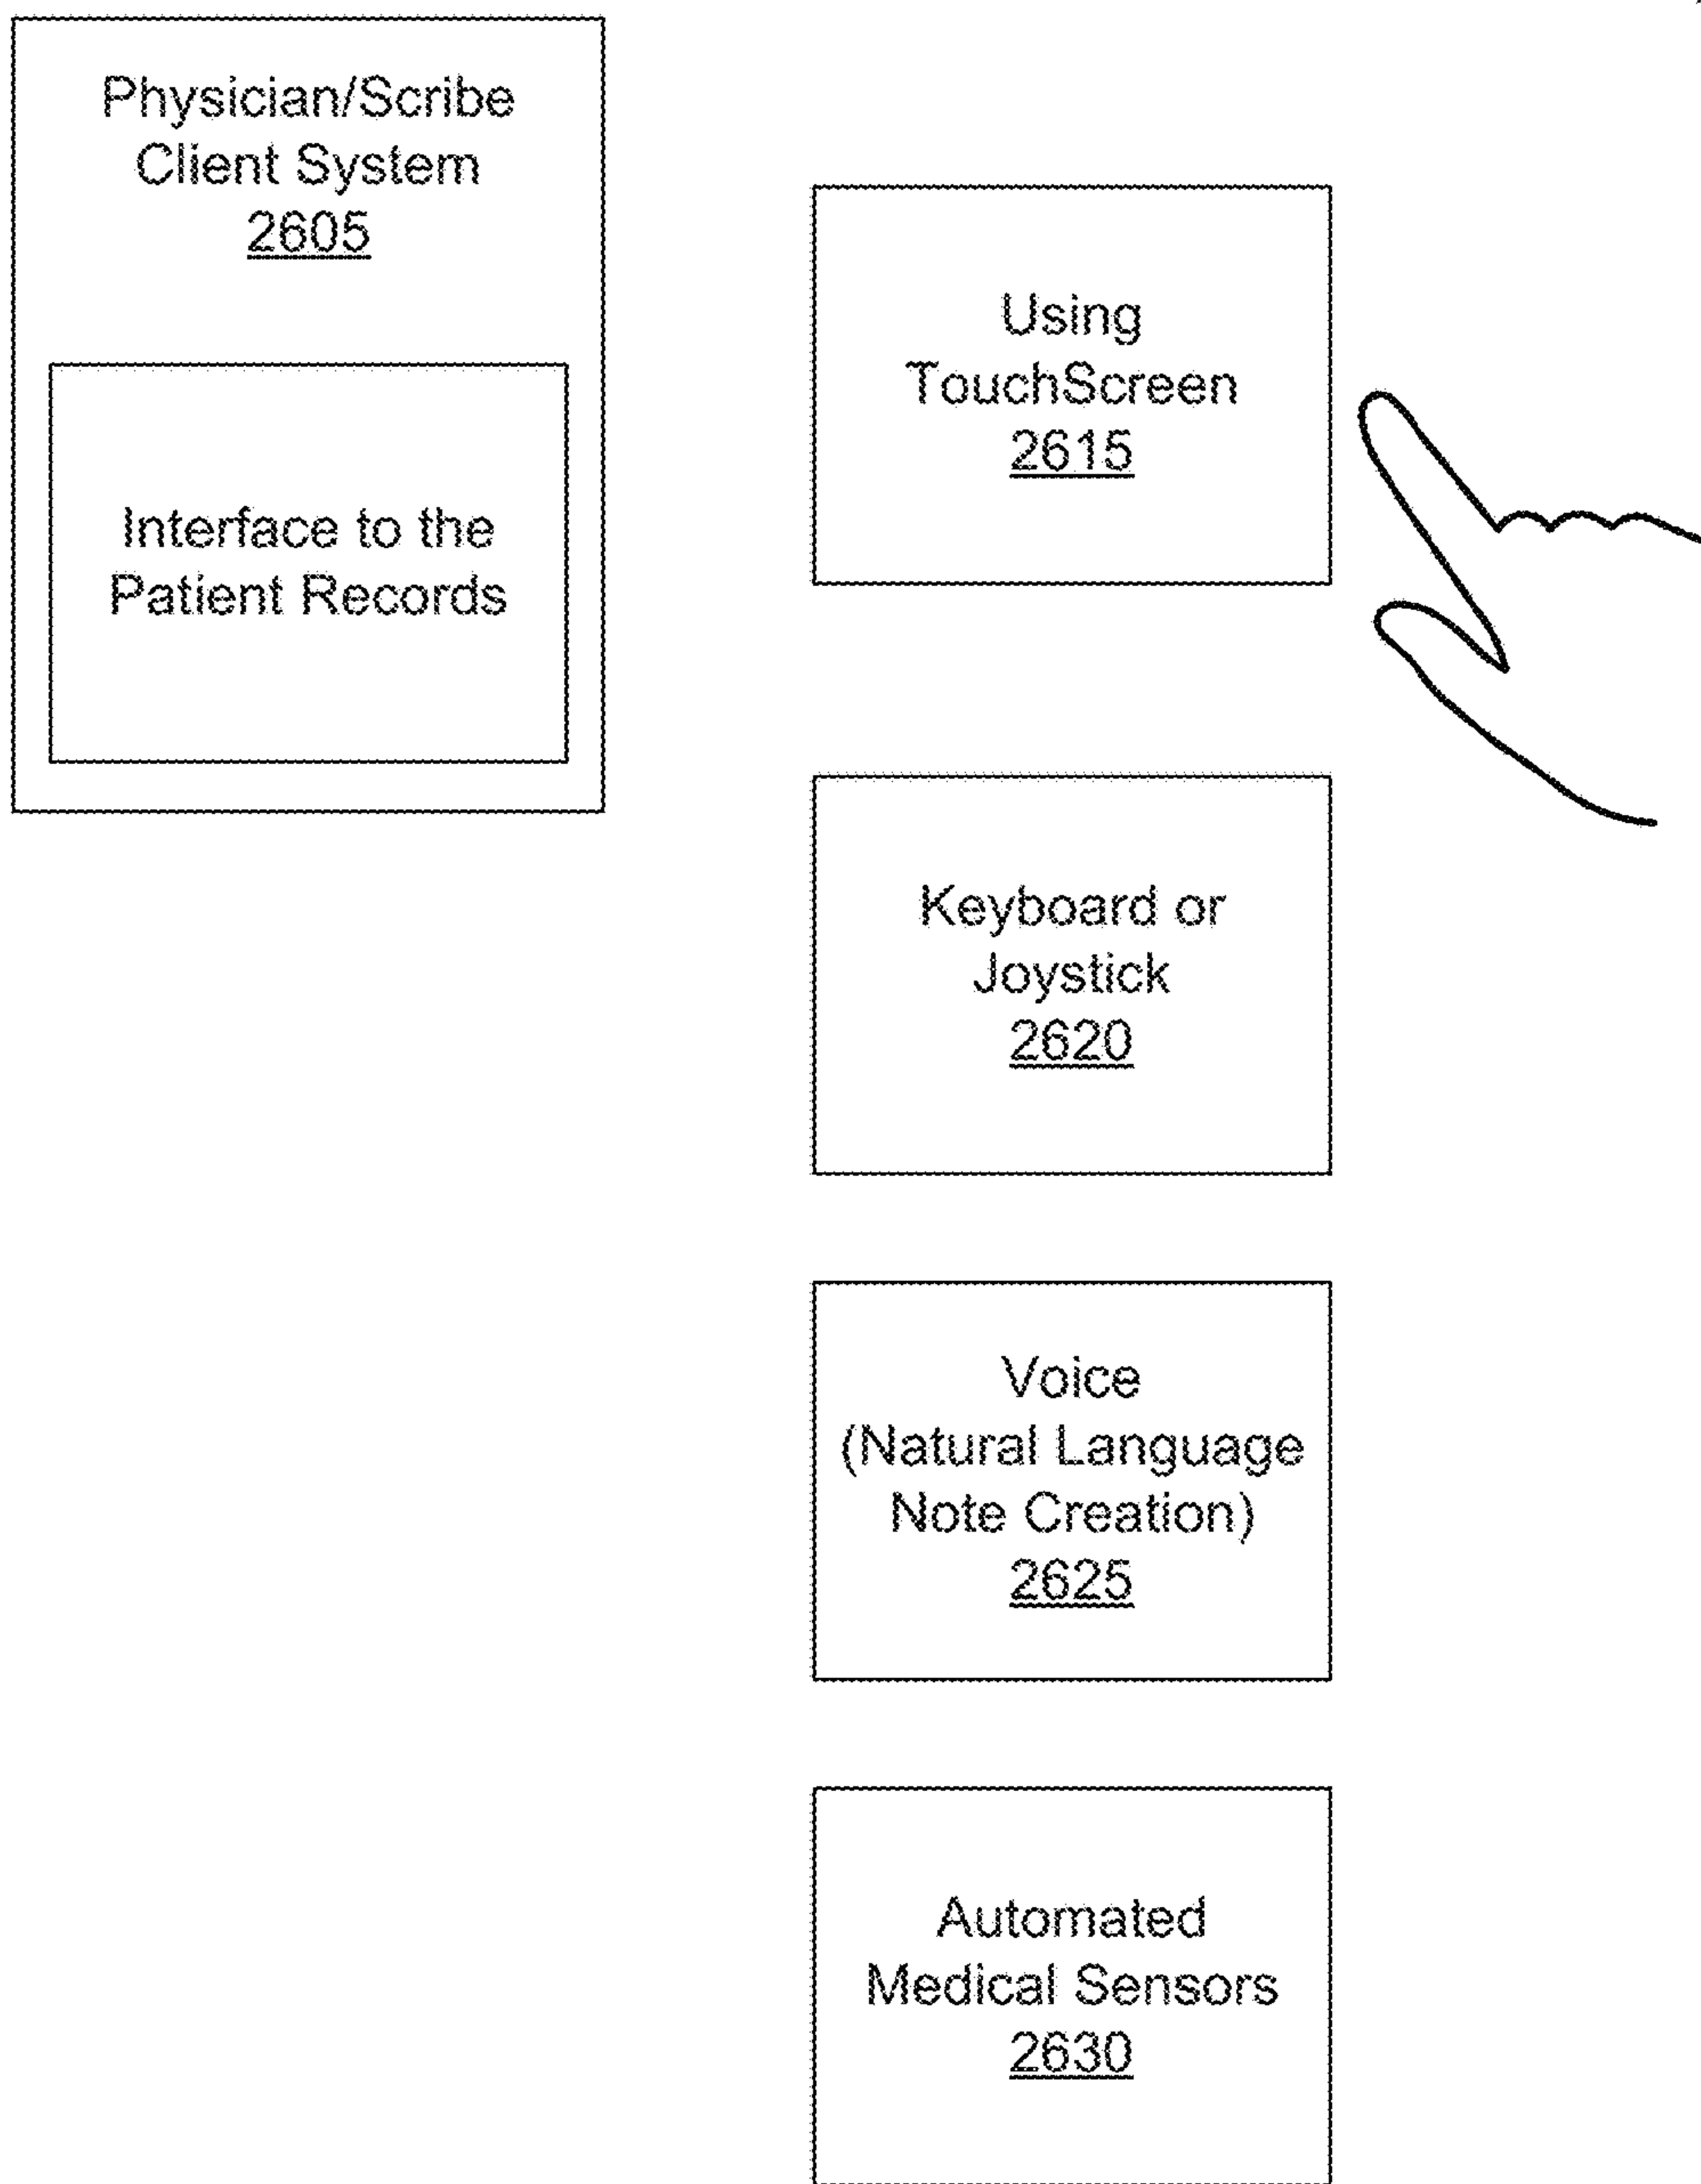 Physician/Scribe
Client System
2605
Interface to the
Patient Records
Using
TouchScreen
2615
Keyboard or
Joystick
2620
Voice
(Natural Language
Note Creation)
2625
Automated
Medical Sensors
2630